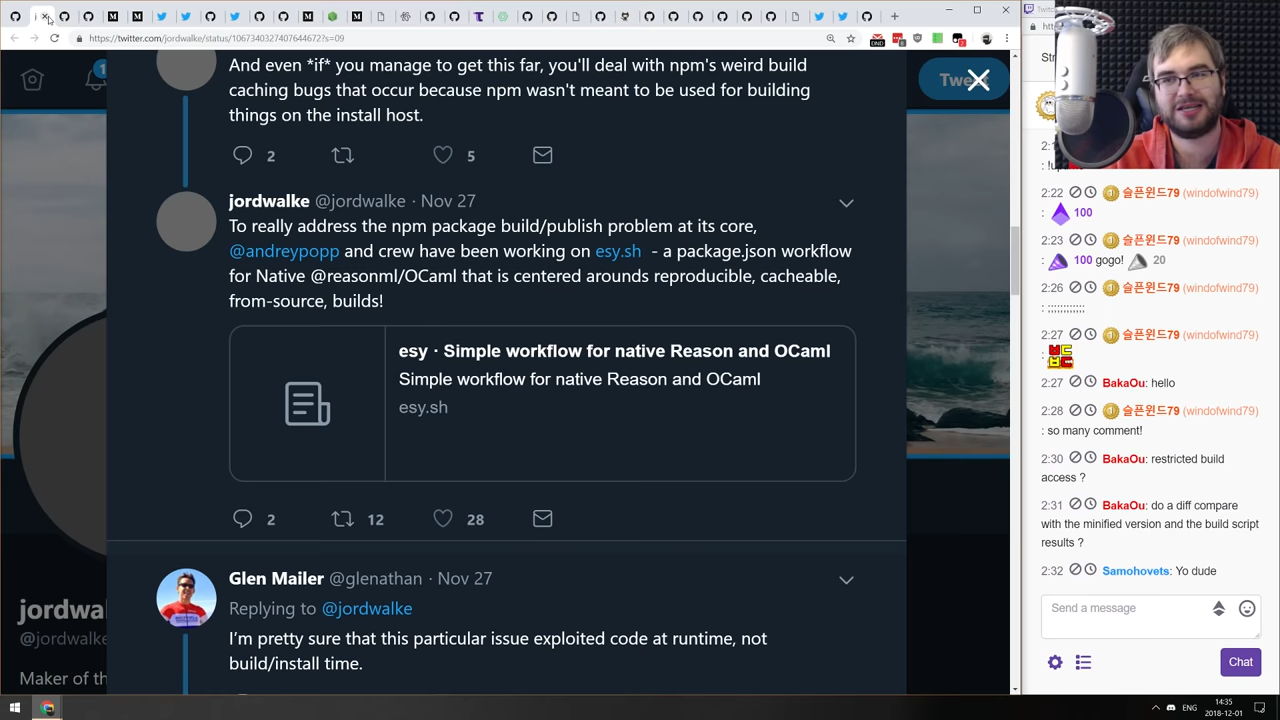 https://twitter.com/jordwalke/status/1067340327407644672
And even *if* you manage to get this far, you'll deal with npm's weird build
caching bugs that occur because npm wasn't meant to be used for building
things on the install host.
2
5
jordwalke @jordwalke · Nov 27
To really address the npm package build/publish problem at its core,
@andreypopp and crew have been working on esy.sh - a package.json workflow
for Native @reasonml/OCaml that is centered arounds reproducible, cacheable,
from-source, builds!
esy · Simple workflow for native Reason and OCaml
Simple workflow for native Reason and OCaml
esy.sh
2
12
28
Glen Mailer @glenathan · Nov 27
Replying to @jordwalke
I'm pretty sure that this particular issue exploited code at runtime, not
build/install time.
Maker of th
2:22 슬픈윈드79 (windofwind79)
: 100
2:23 슬픈윈드79 (windofwind79)
: 100 gogo! 20
2:26 슬픈윈드79 (windofwind79)
: ;;;;;;;;;;;;
2:27 슬픈윈드79 (windofwind79)
:
2:27 BakaOu: hello
2:28 슬픈윈드79 (windofwind79)
: so many comment!
2:30 BakaOu: restricted build
access ?
2:31 BakaOu: do a diff compare
with the minified version and the build script
results ?
2:32 Samohovets: Yo dude
Send a message
Chat
ENG
14:35
2018-12-01